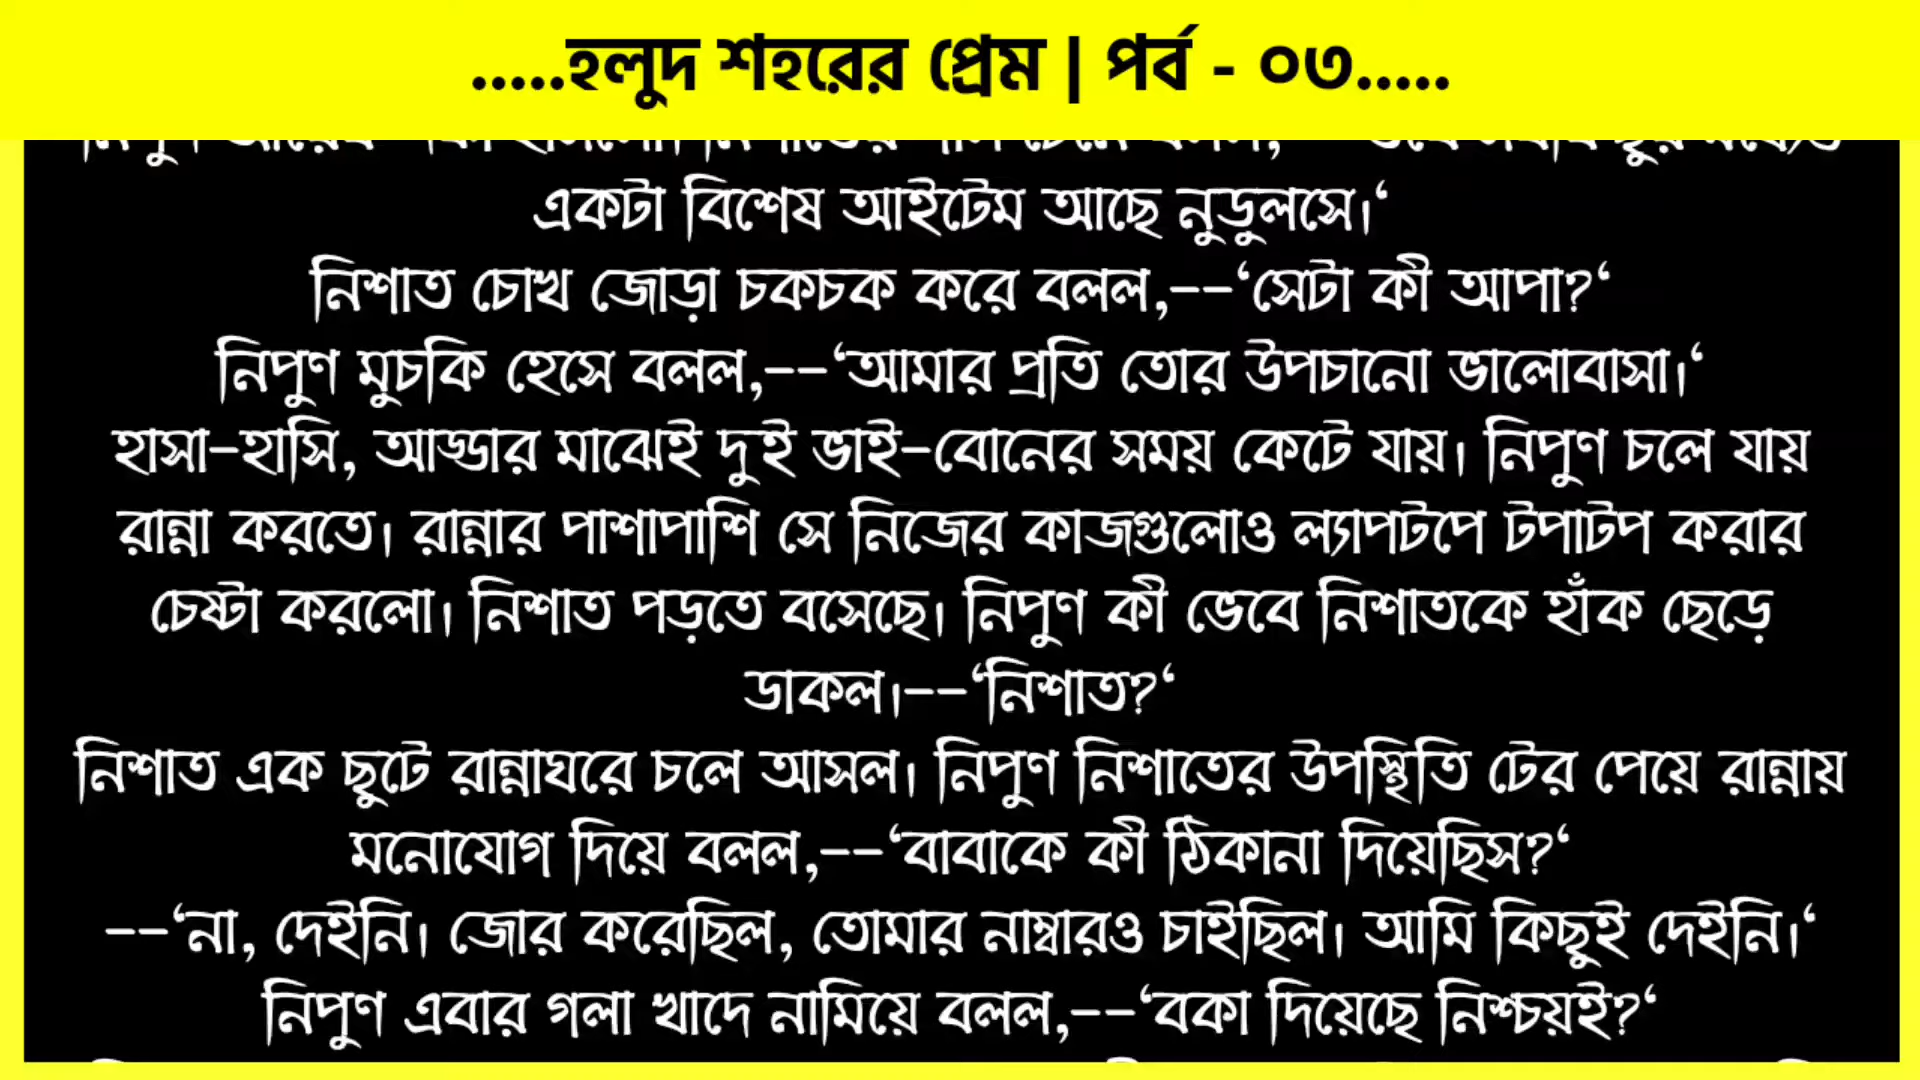 .....হলুদ শহরের প্রেম | পর্ব - ০৩.....
একটা বিশেষ আইটেম আছে নুডুলসে।‘
নিশাত চোখ জোড়া চকচক করে বলল,--‘সেটা কী আপা?‘
নিপুণ মুচকি হেসে বলল,--‘আমার প্রতি তোর উপচানো ভালোবাসা।‘
হাসা-হাসি, আড্ডার মাঝেই দুই ভাই-বোনের সময় কেটে যায়। নিপুণ চলে যায়
রান্না করতে। রান্নার পাশাপাশি সে নিজের কাজগুলোও ল্যাপটপে টপাটপ করার
চেষ্টা করলো। নিশাত পড়তে বসেছে। নিপুণ কী ভেবে নিশাতকে হাঁক ছেড়ে
ডাকল।--‘নিশাত?‘
নিশাত এক ছুটে রান্নাঘরে চলে আসল। নিপুণ নিশাতের উপস্থিতি টের পেয়ে রান্নায়
মনোযোগ দিয়ে বলল,--‘বাবাকে কী ঠিকানা দিয়েছিস?‘
--‘না, দেইনি। জোর করেছিল, তোমার নাম্বারও চাইছিল। আমি কিছুই দেইনি।‘
নিপুণ এবার গলা খাদে নামিয়ে বলল,--‘বকা দিয়েছে নিশ্চয়ই?‘